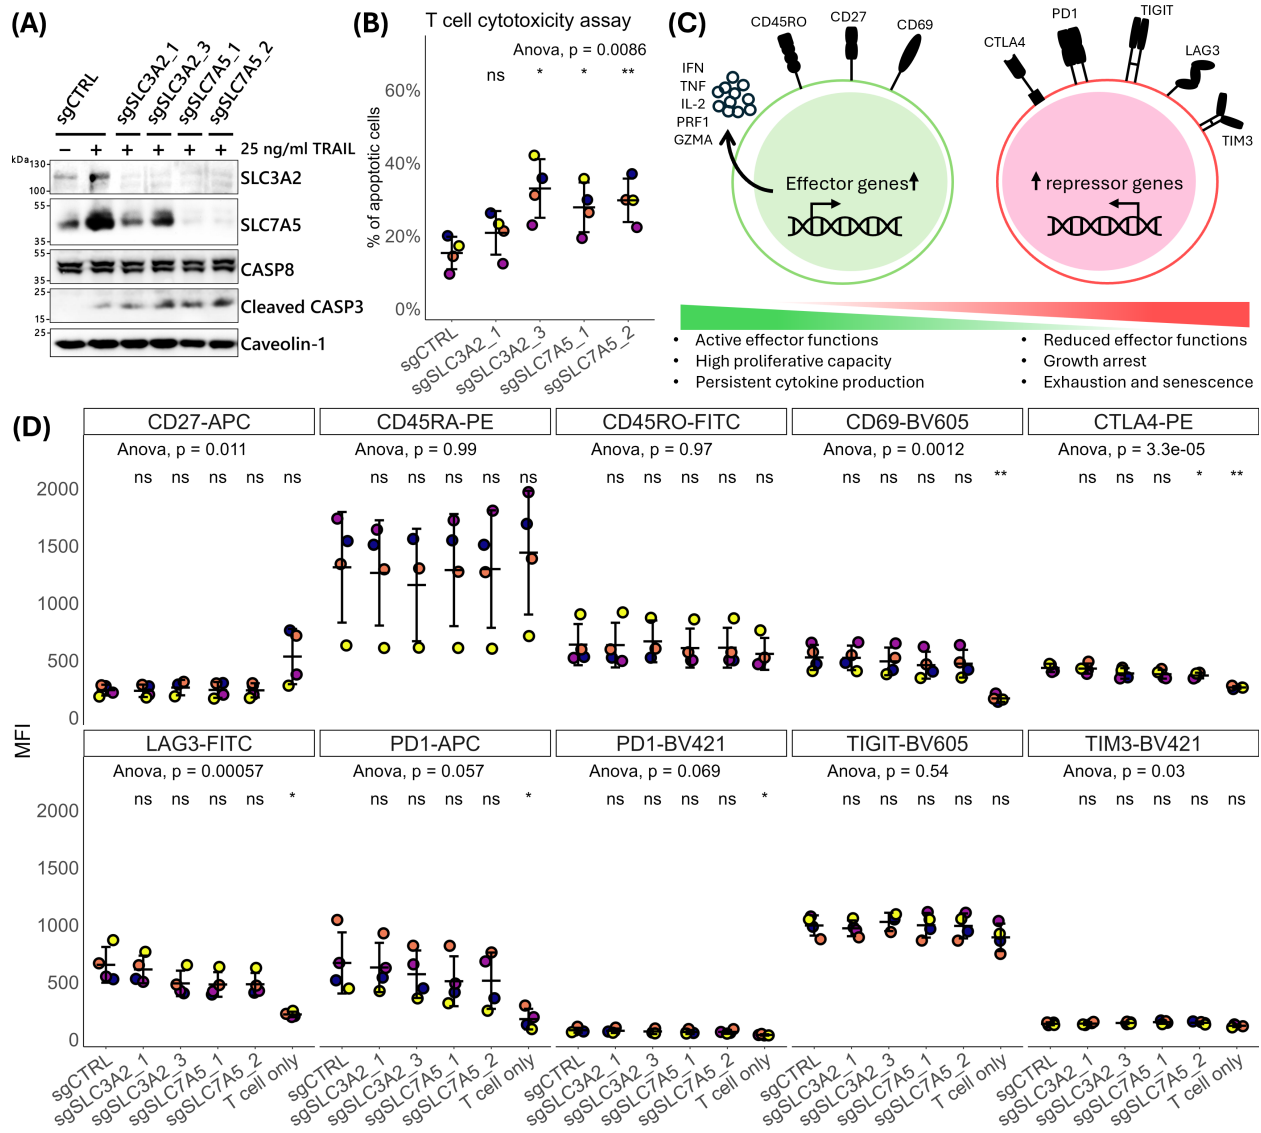 (A)
sgCTRL
sgSLC3A2_1
sgSLC3A2_3
sgSLC7A5_1
sgSLC7A5_2
− + + + + + 25 ng/ml TRAIL
kDa
130
100
SLC3A2
55
35
SLC7A5
55
35
CASP8
25
15
Cleaved CASP3
25
Caveolin-1
(B)
T cell cytotoxicity assay
Anova, p = 0.0086
ns * * **
% of apoptotic cells
60%
40%
20%
0%
sgCTRL
sgSLC3A2_1
sgSLC3A2_3
sgSLC7A5_1
sgSLC7A5_2
(C)
CD45RO
CD27
CD69
IFN
TNF
IL-2
PRF1
GZMA
Effector genes
CTLA4
PD1
TIGIT
LAG3
TIM3
repressor genes
• Active effector functions
• High proliferative capacity
• Persistent cytokine production
• Reduced effector functions
• Growth arrest
• Exhaustion and senescence
(D)
MFI
CD27-APC
Anova, p = 0.011
ns ns ns ns ns
CD45RA-PE
Anova, p = 0.99
ns ns ns ns ns
CD45RO-FITC
Anova, p = 0.97
ns ns ns ns ns
CD69-BV605
Anova, p = 0.0012
ns ns ns ns **
CTLA4-PE
Anova, p = 3.3e-05
ns ns ns * **
2000
1500
1000
500
0
LAG3-FITC
Anova, p = 0.00057
ns ns ns ns *
PD1-APC
Anova, p = 0.057
ns ns ns ns *
PD1-BV421
Anova, p = 0.069
ns ns ns ns *
TIGIT-BV605
Anova, p = 0.54
ns ns ns ns ns
TIM3-BV421
Anova, p = 0.03
ns ns ns ns ns
2000
1500
1000
500
0
sgCTRL
sgSLC3A2_1
sgSLC3A2_3
sgSLC7A5_1
sgSLC7A5_2
T cell only
sgCTRL
sgSLC3A2_1
sgSLC3A2_3
sgSLC7A5_1
sgSLC7A5_2
T cell only
sgCTRL
sgSLC3A2_1
sgSLC3A2_3
sgSLC7A5_1
sgSLC7A5_2
T cell only
sgCTRL
sgSLC3A2_1
sgSLC3A2_3
sgSLC7A5_1
sgSLC7A5_2
T cell only
sgCTRL
sgSLC3A2_1
sgSLC3A2_3
sgSLC7A5_1
sgSLC7A5_2
T cell only